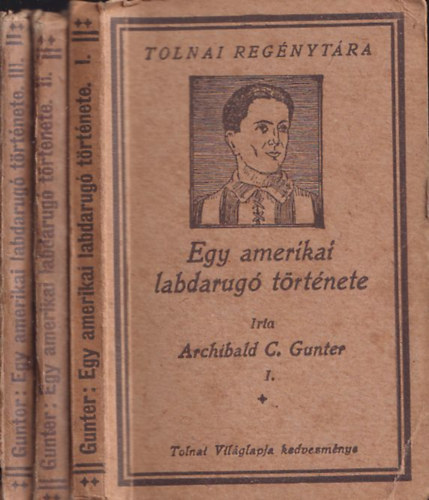 Gunter: Egy amerikai labdarugó története. III.
Gunter: Egy amerikai labdarugó története. II.
Gunter: Egy amerikai labdarugó története. I.
TOLNAI REGÉNYTÁRA
Egy amerikai
labdarugó története
Irta
Archibald C. Gunter
I.
Tolnai Világlapja kedvezménye